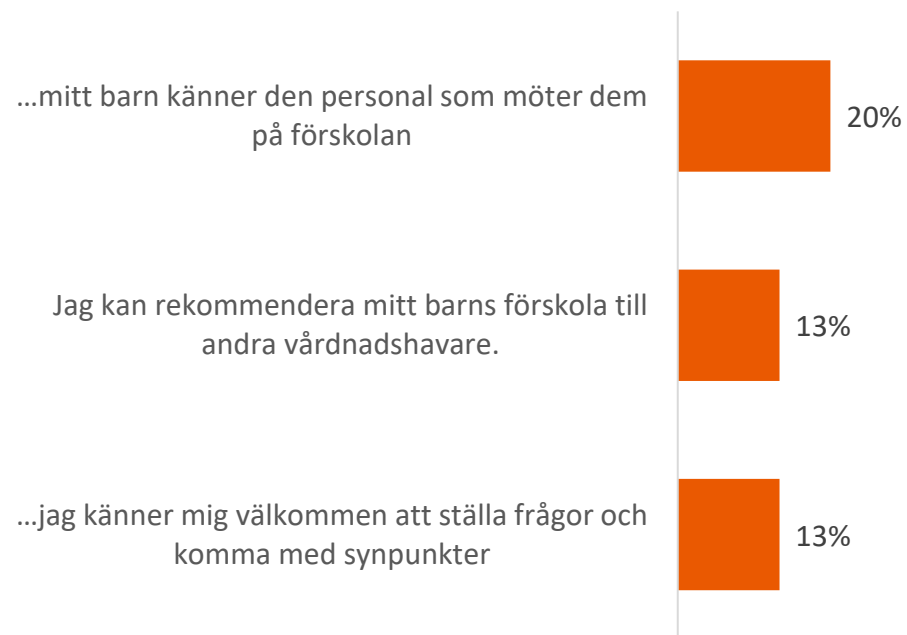 ...mitt barn känner den personal som möter dem
på förskolan
20%
Jag kan rekommendera mitt barns förskola till
andra vårdnadshavare.
13%
...jag känner mig välkommen att ställa frågor och
komma med synpunkter
13%